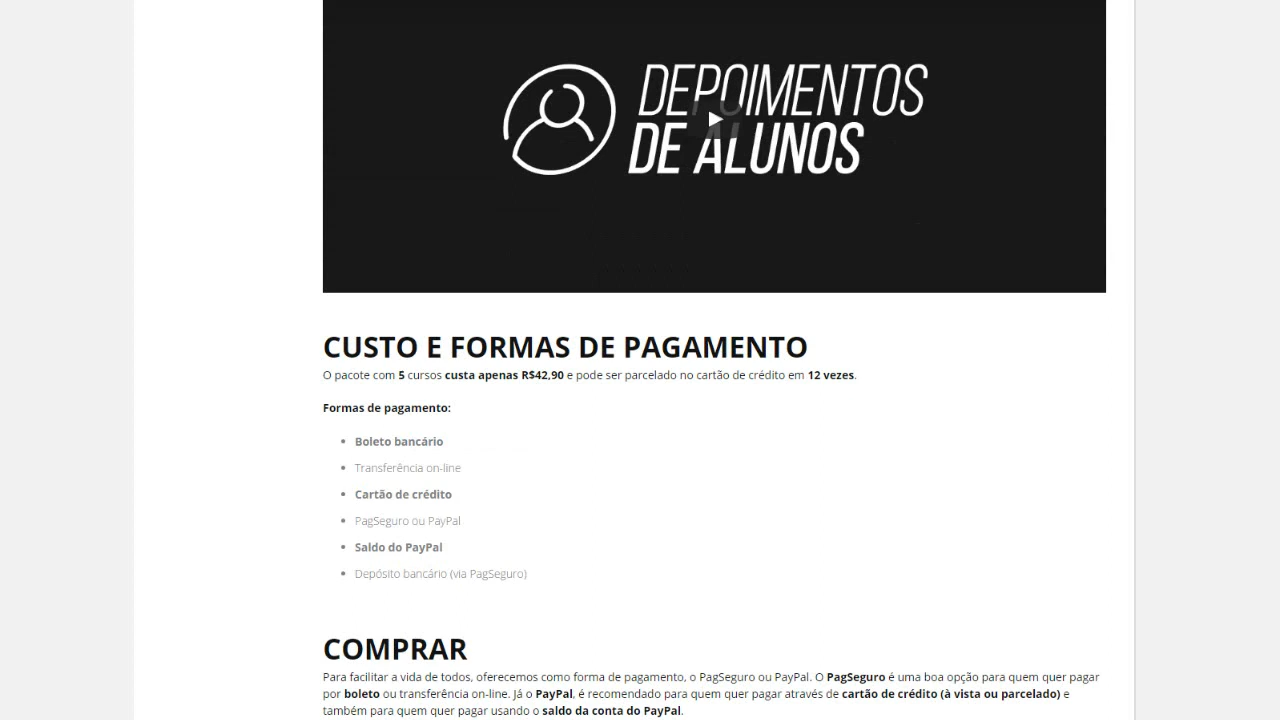 DEPOIMENTOS
DE ALUNOS
CUSTO E FORMAS DE PAGAMENTO
O pacote com 5 cursos custa apenas R$42,90 e pode ser parcelado no cartão de crédito em 12 vezes.
Formas de pagamento:
• Boleto bancário
• Transferência on-line
• Cartão de crédito
• PagSeguro ou PayPal
• Saldo do PayPal
• Depósito bancário (via PagSeguro)
COMPRAR
Para facilitar a vida de todos, oferecemos como forma de pagamento, o PagSeguro ou PayPal. O PagSeguro é uma boa opção para quem quer pagar
por boleto ou transferência on-line. Já o PayPal, é recomendado para quem quer pagar através de cartão de crédito (à vista ou parcelado) e
também para quem quer pagar usando o saldo da conta do PayPal.